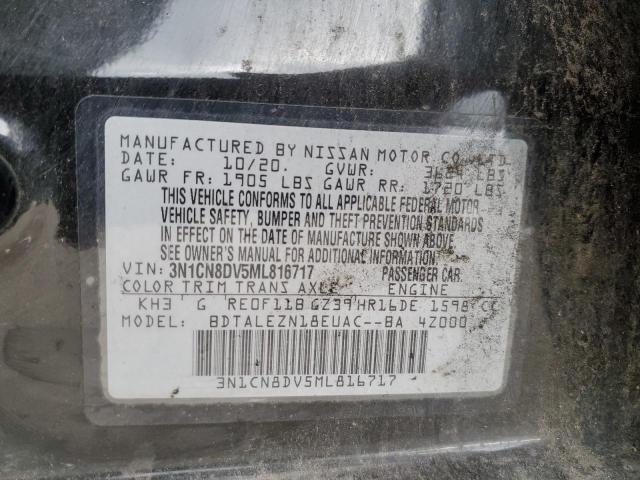 MANUFACTURED BY NISSAN MOTOR CO., LTD.
DATE: 10/20. GVWR: LBS
GAWR FR: 1905 LBS GAWR RR: 1720 LBS
THIS VEHICLE CONFORMS TO ALL APPLICABLE FEDERAL MOTOR
VEHICLE SAFETY, BUMPER AND THEFT PREVENTION STANDARDS
IN EFFECT ON THE DATE OF MANUFACTURE SHOWN ABOVE.
SEE OWNER'S MANUAL FOR ADDITIONAL INFORMATION.
VIN: 3N1CN8DV5ML816717 PASSENGER CAR.
COLOR TRIM TRANS AXLE ENGINE
KH3 G RE0F11B GZ39 HR16DE 1598 CC
MODEL: BDTALEZN18EUAC--BA 4Z000
3N1CN8DV5ML816717